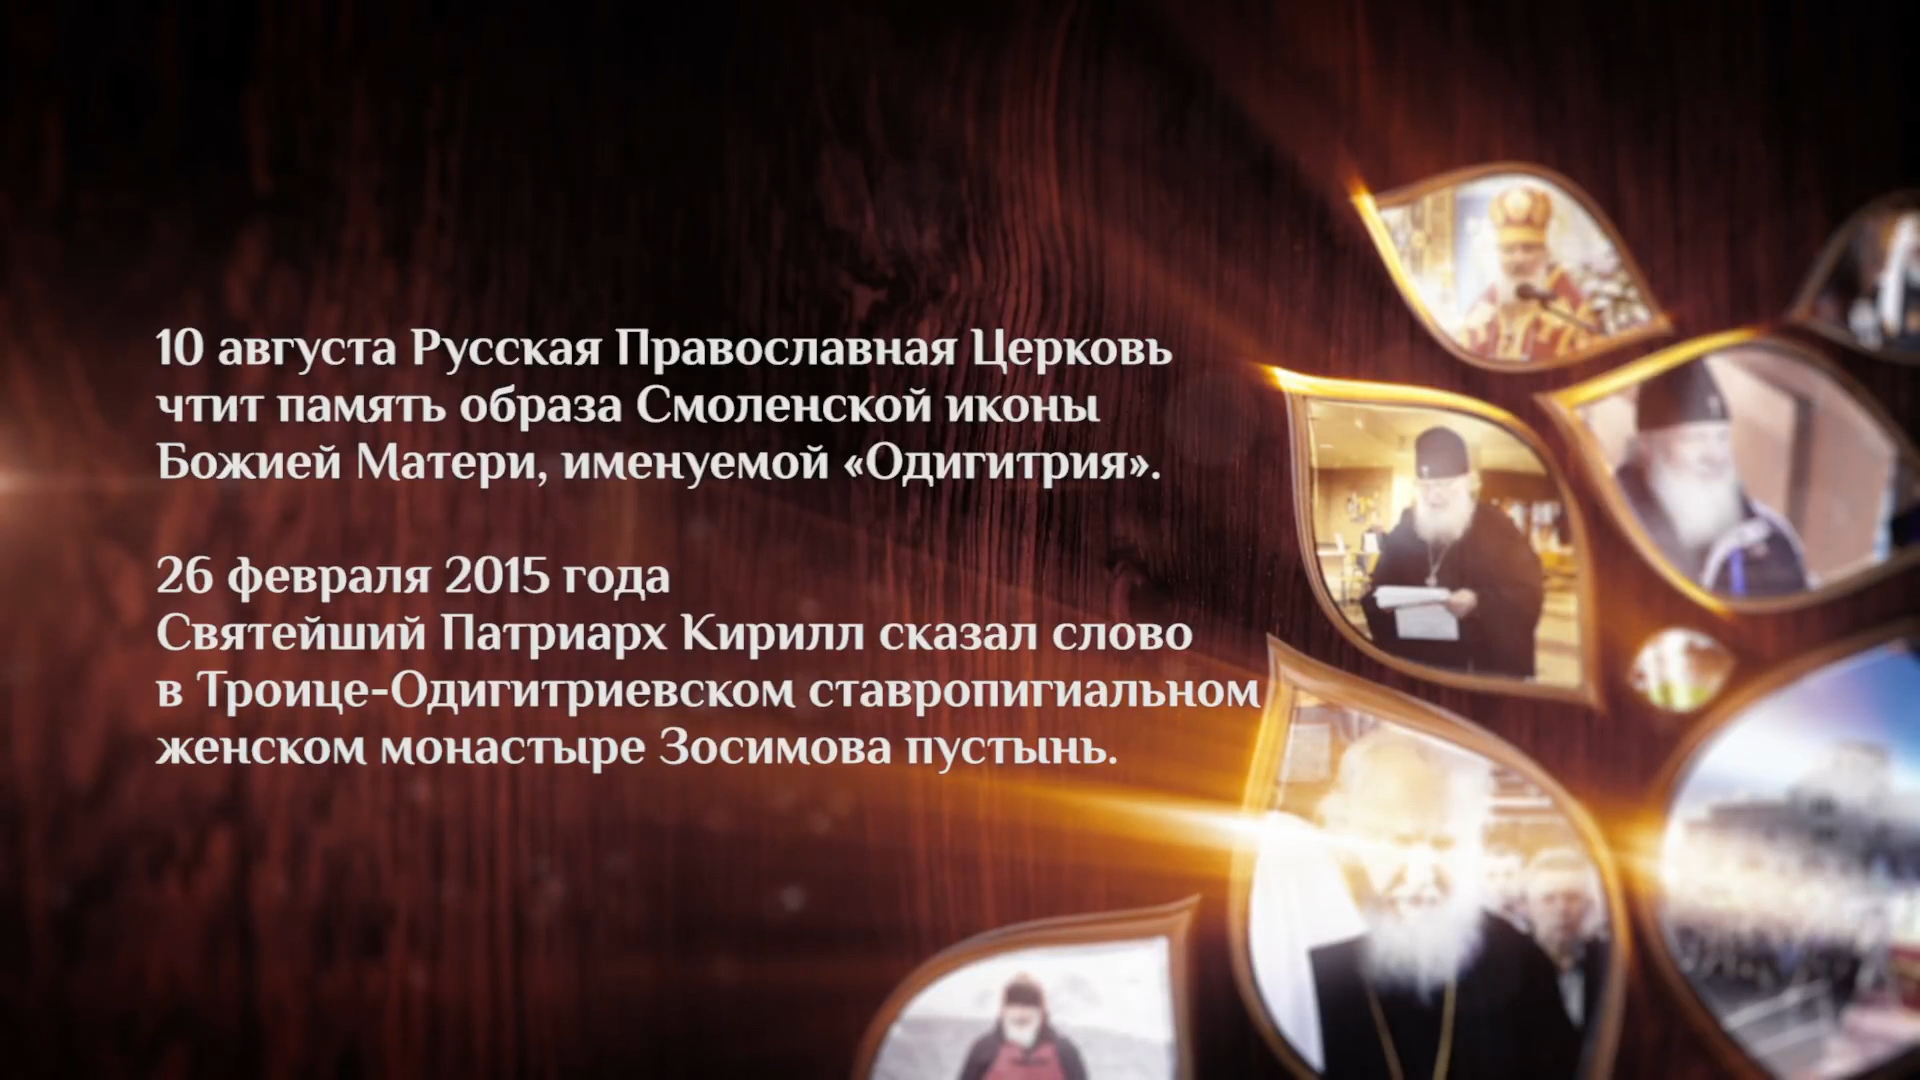 10 августа Русская Православная Церковь
чтит память образа Смоленской иконы
Божией Матери, именуемой «Одигитрия».
26 февраля 2015 года
Святейший Патриарх Кирилл сказал слово
в Троице-Одигитриевском ставропигиальном
женском монастыре Зосимова пустынь.